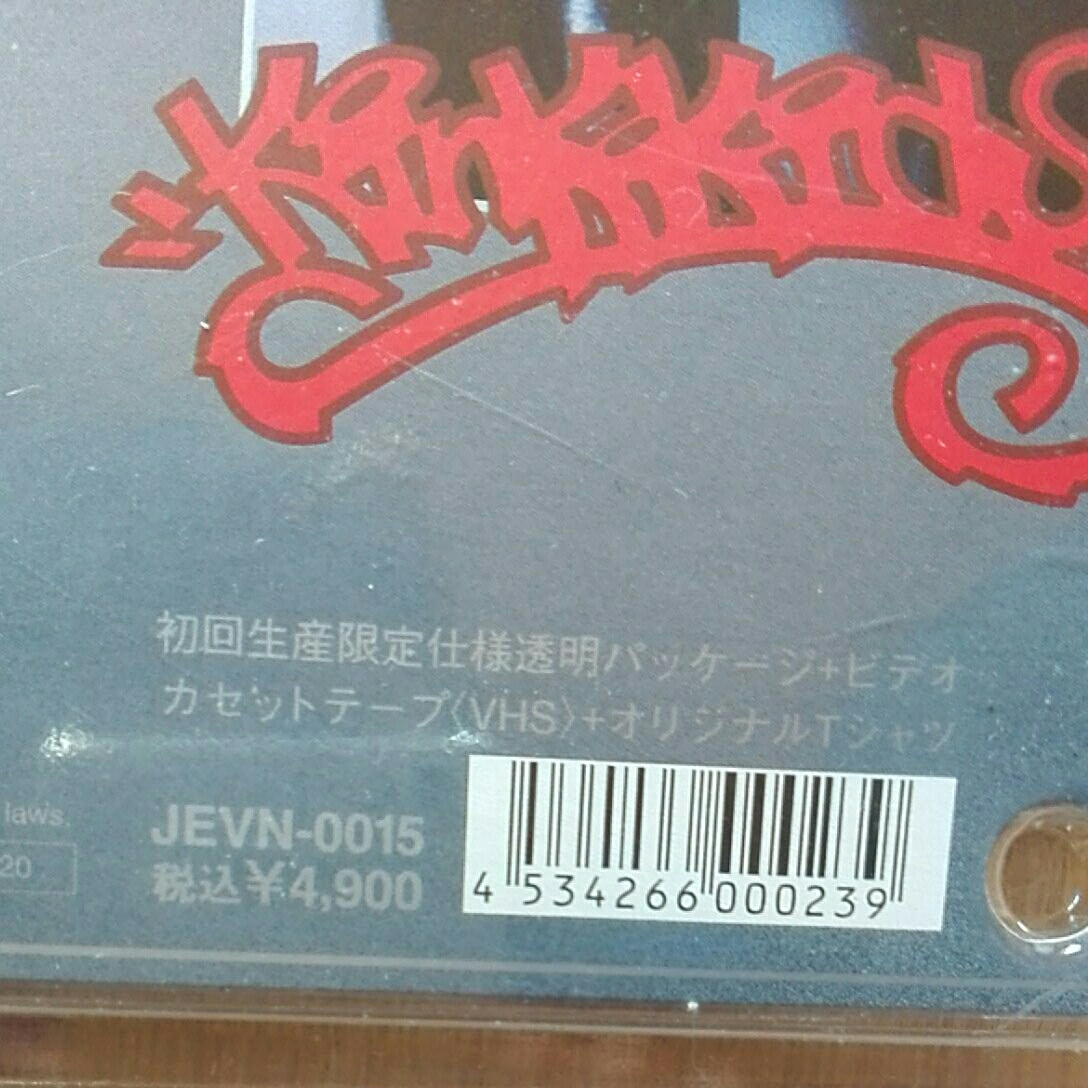 KinKiKids
初回生産限定仕様透明パッケージ+ビデオ
カセットテープ〈VHS〉+オリジナルTシャツ
laws.
20
JEVN-0015
税込¥4,900
4 534266 000239